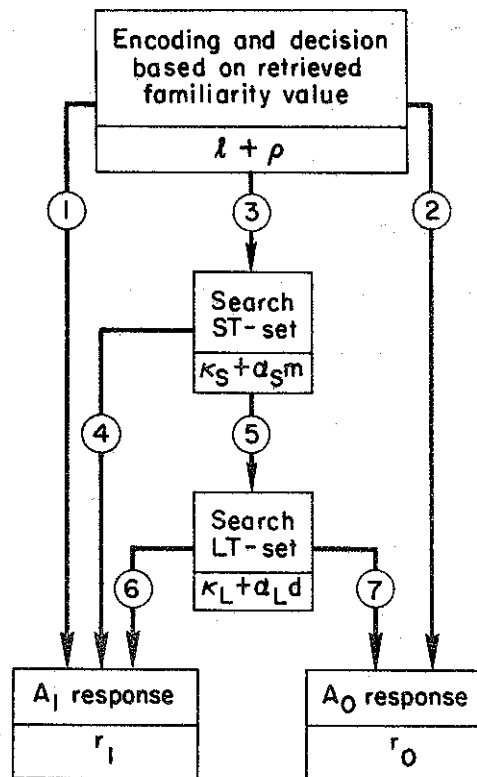 Encoding and decision
based on retrieved
familiarity value
ℓ + ρ
1
3
2
Search
ST-set
κS + αSm
4
5
Search
LT-set
κL + αLd
6
7
A1 response
r1
A0 response
r0